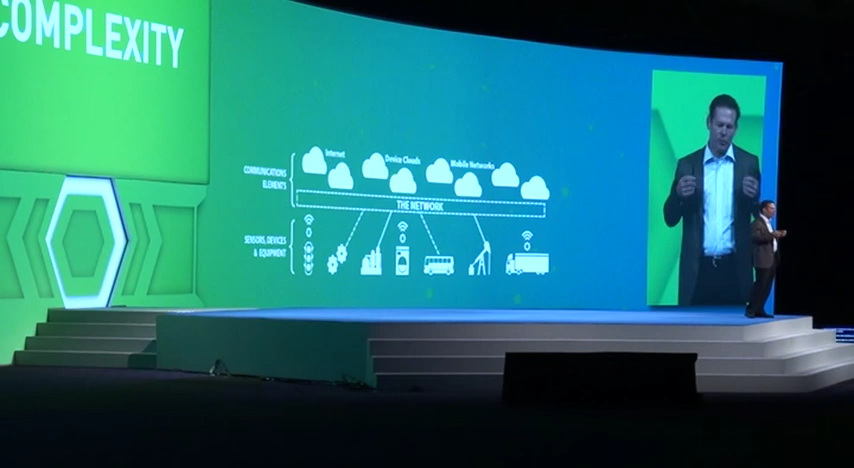 COMPLEXITY
Internet
Device Clouds
Mobile Networks
COMMUNICATIONS
ELEMENTS
THE NETWORK
SENSORS, DEVICES
& EQUIPMENT